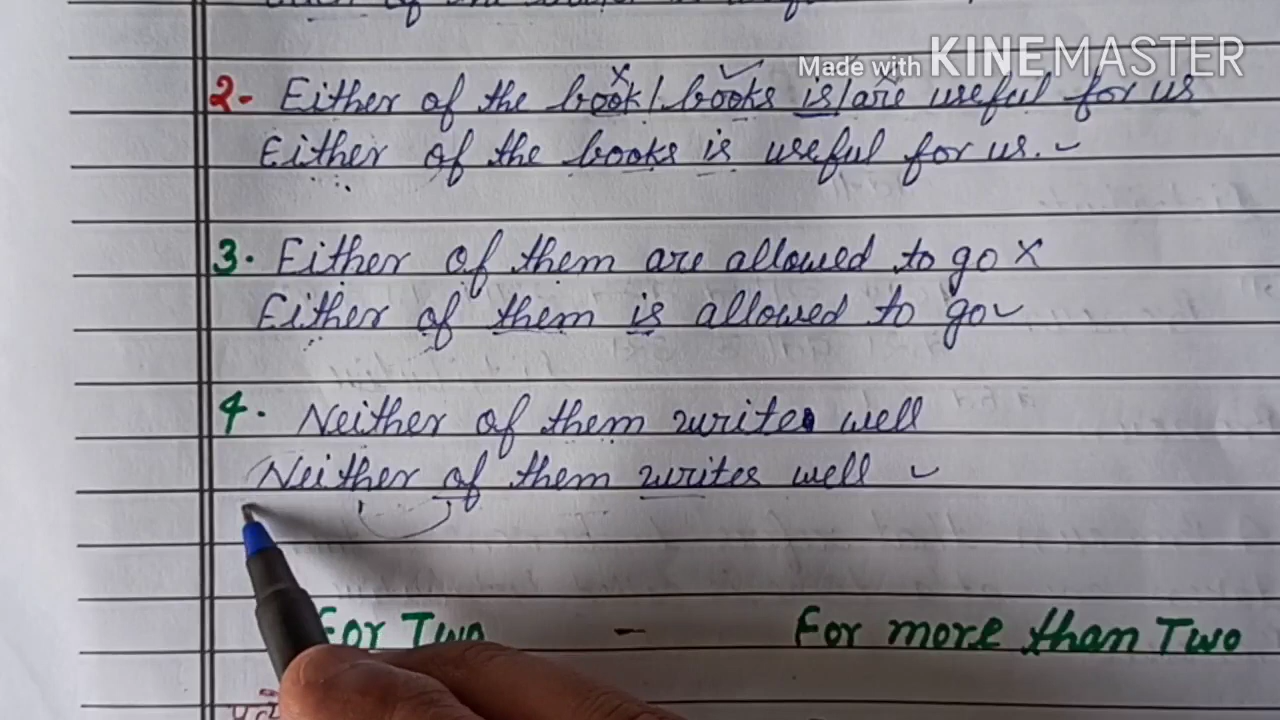 Made with KINEMASTER
2- Either of the book/books is/are useful for us
Either of the books is useful for us.
3. Either of them are allowed to go ×
Either of them is allowed to go
4. Neither of them write well
Neither of them writes well
For Two - For more than Two